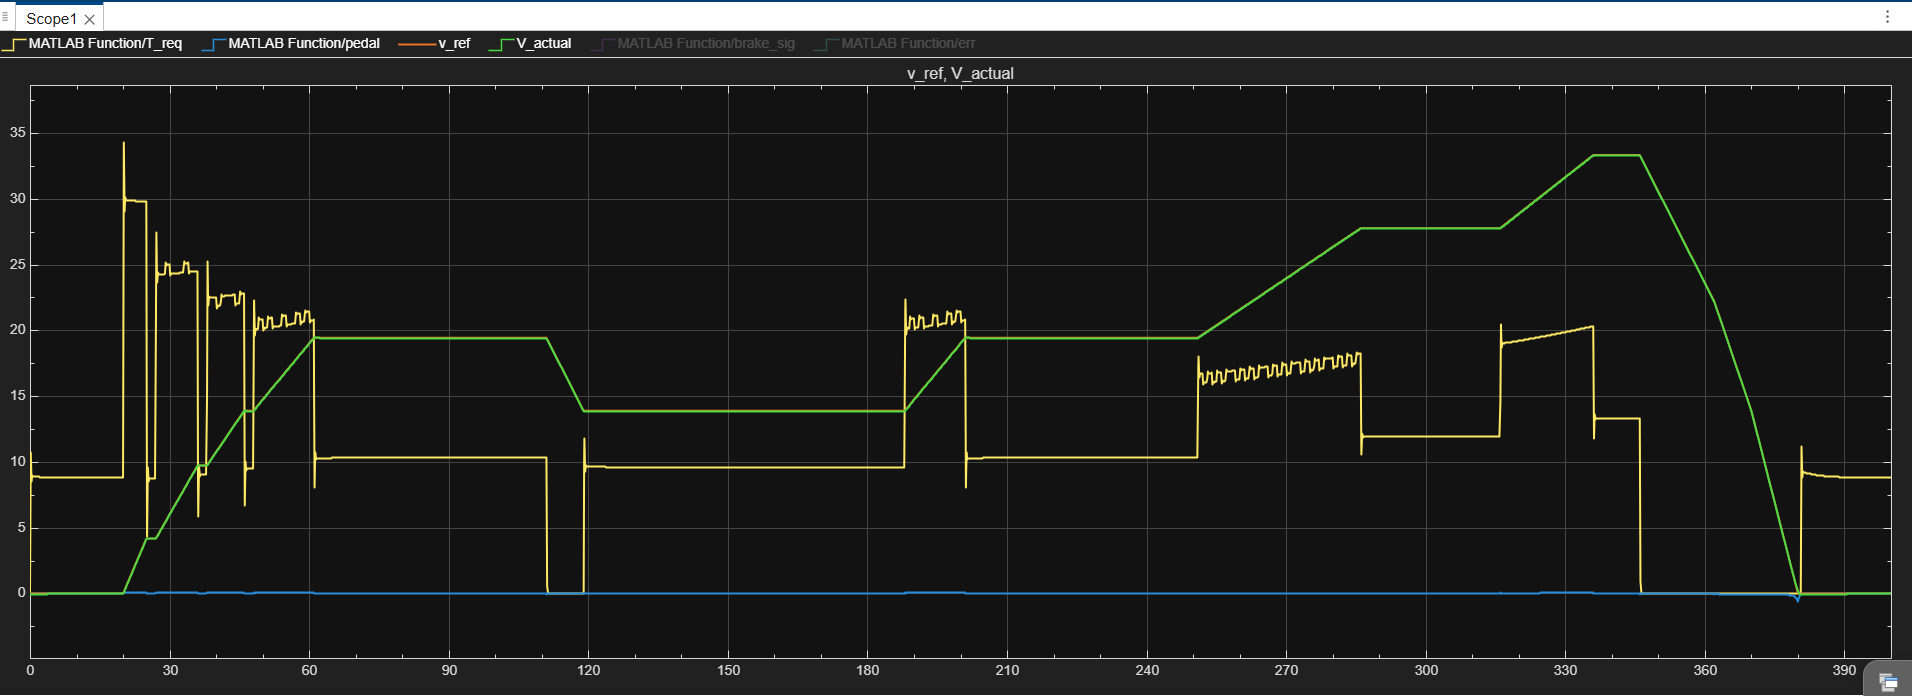 Scope1
MATLAB Function/T_req MATLAB Function/pedal v_ref V_actual MATLAB Function/brake_sig MATLAB Function/err
v_ref, V_actual
35
30
25
20
15
10
5
0
0 30 60 90 120 150 180 210 240 270 300 330 360 390